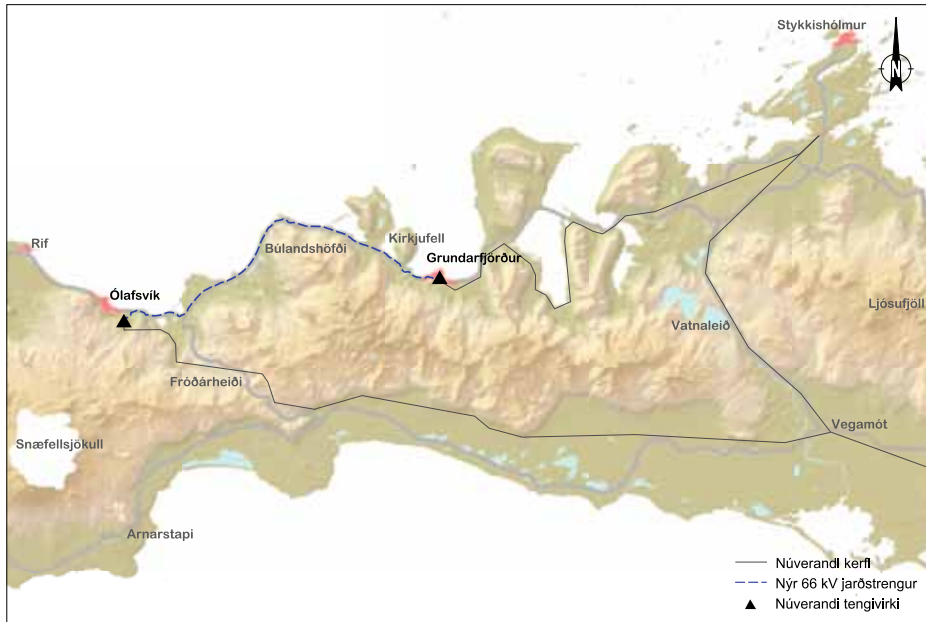 Stykkishólmur
N
Kirkjufell
Rif
Búlandshöfði
Grundarfjörður
Ólafsvík
Ljósufjöll
Vatnaleið
Fróðárheiði
Snæfellsjökull
Vegamót
Arnarstapi
Núverandi kerfi
Nýr 66 kV jarðstrengur
Núverandi tengivirki